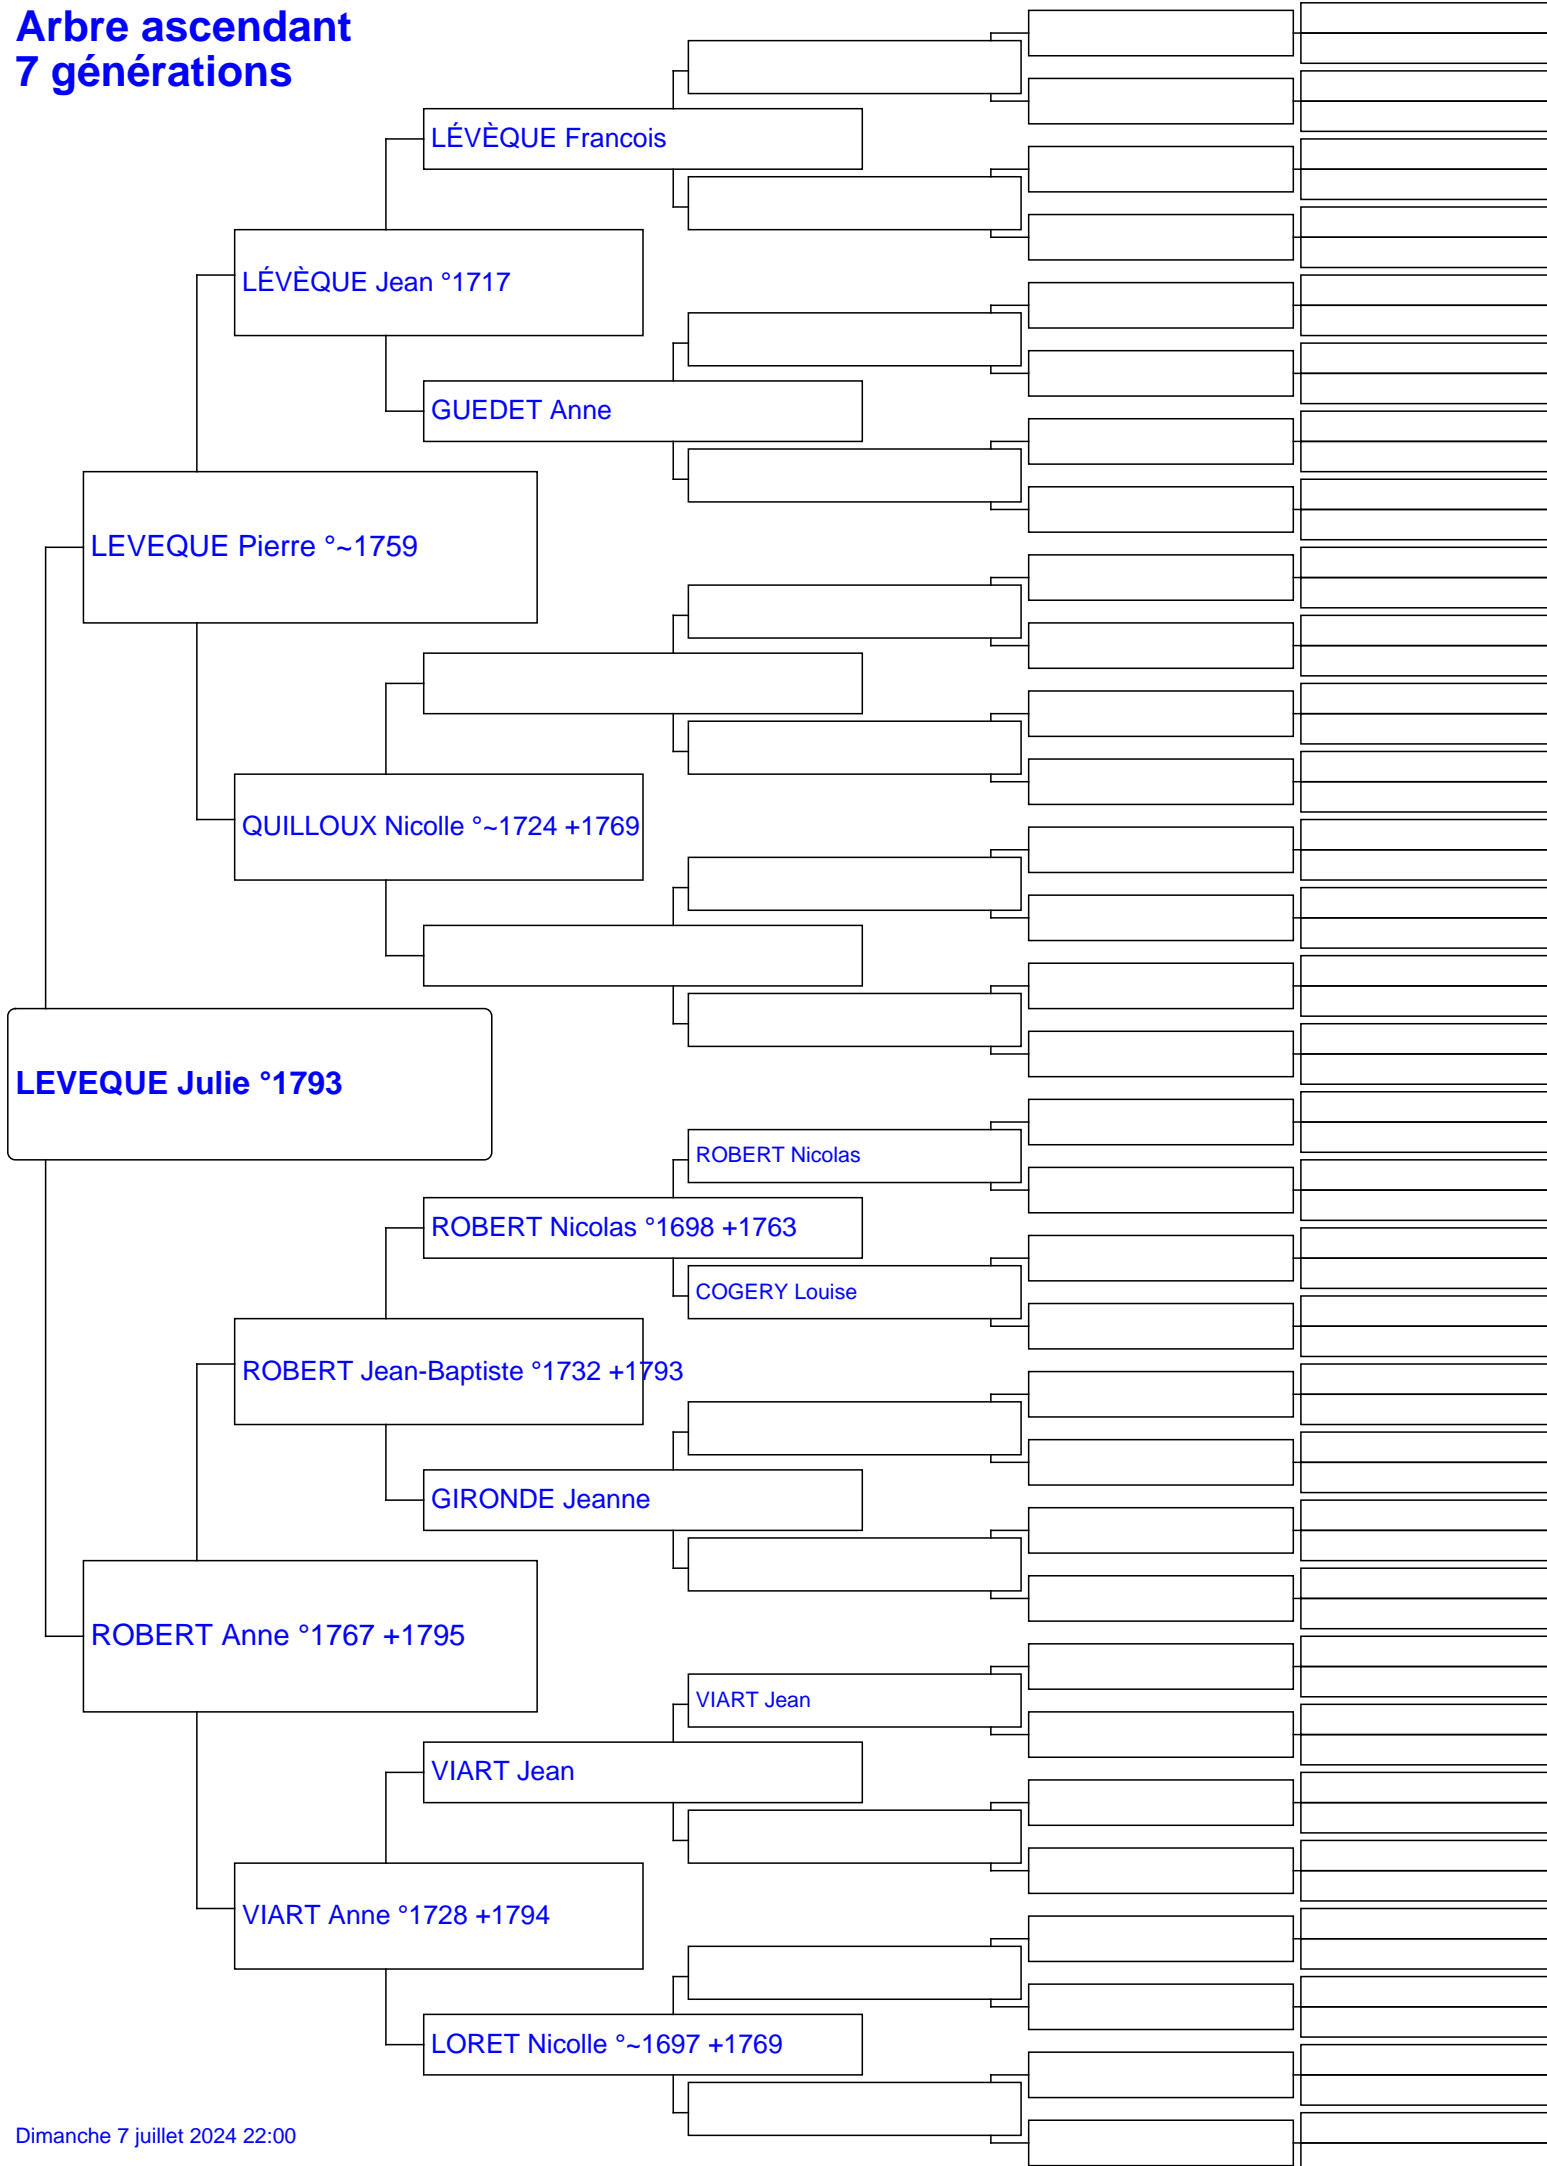 Arbre ascendant
7 générations
LÉVÈQUE Francois
LÉVÈQUE Jean °1717
GUEDET Anne
LEVEQUE Pierre °~1759
QUILLOUX Nicolle °~1724 +1769
LEVEQUE Julie °1793
ROBERT Nicolas
ROBERT Nicolas °1698 +1763
COGERY Louise
ROBERT Jean-Baptiste °1732 +1793
GIRONDE Jeanne
ROBERT Anne °1767 +1795
VIART Jean
VIART Jean
VIART Anne °1728 +1794
LORET Nicolle °~1697 +1769
Dimanche 7 juillet 2024 22:00